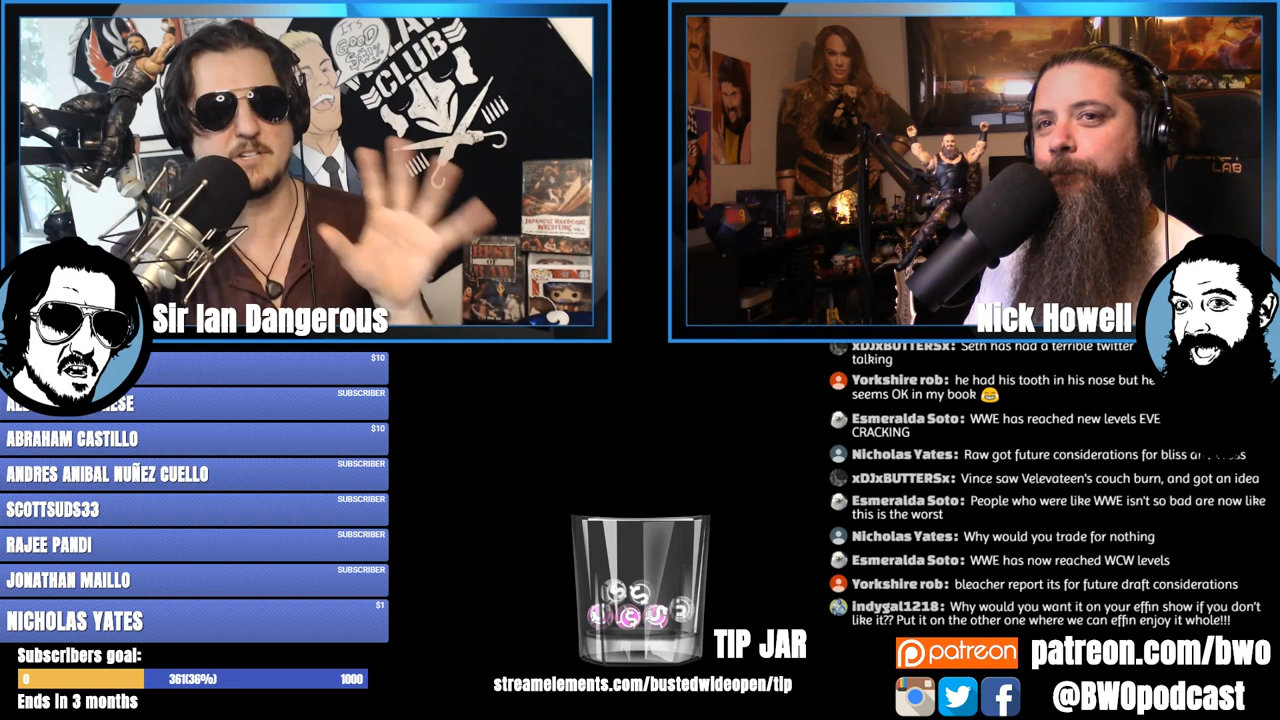 IT'S
GOOD
CLUB
JAPANESE HARDCORE
WRESTLING
BEST
OF
LAB
Sir Ian Dangerous
Nick Howell
$10
SUBSCRIBER
$10
ABRAHAM CASTILLO
SUBSCRIBER
ANDRES ANIBAL NUÑEZ CUELLO
SUBSCRIBER
SCOTTSUDS33
SUBSCRIBER
RAJEE PANDI
SUBSCRIBER
JONATHAN MAILLO
$1
NICHOLAS YATES
Subscribers goal:
0 361(36%) 1000
Ends in 3 months
TIP JAR
streamelements.com/bustedwideopen/tip
xDJxBUTTERSx: Seth has had a terrible twitter
talking
Yorkshire rob: he had his tooth in his nose but he
seems OK in my book 😂
Esmeralda Soto: WWE has reached new levels EVE
CRACKING
Nicholas Yates: Raw got future considerations for bliss
xDJxBUTTERSx: Vince saw Velevateen's couch burn, and got an idea
Esmeralda Soto: People who were like WWE isn't so bad are now like
this is the worst
Nicholas Yates: Why would you trade for nothing
Esmeralda Soto: WWE has now reached WCW levels
Yorkshire rob: bleacher report its for future draft considerations
indygal1218: Why would you want it on your effin show if you don't
like it?? Put it on the other one where we can effin enjoy it whole!!!
patreon patreon.com/bwo
@BWOpodcast